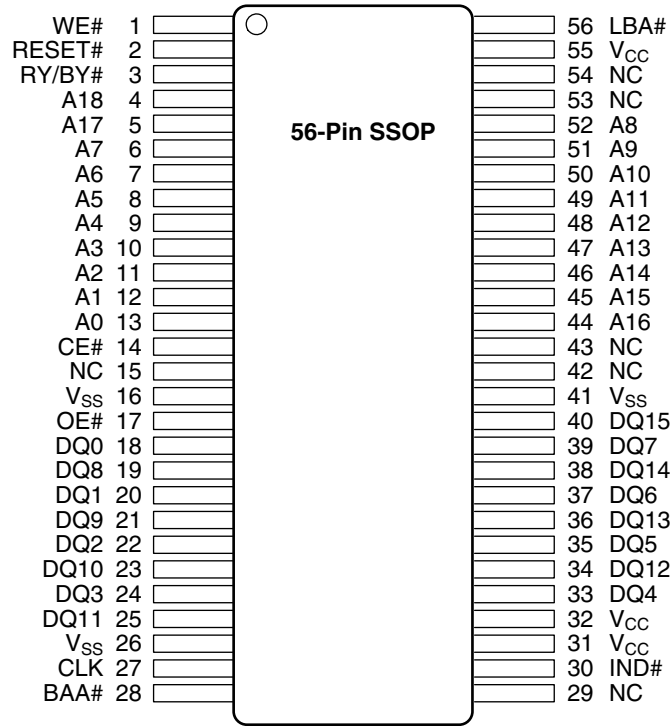 WE# 1 56 LBA#
RESET# 2 55 VCC
RY/BY# 3 54 NC
A18 4 53 NC
A17 5 52 A8
56-Pin SSOP
A7 6 51 A9
A6 7 50 A10
A5 8 49 A11
A4 9 48 A12
A3 10 47 A13
A2 11 46 A14
A1 12 45 A15
A0 13 44 A16
CE# 14 43 NC
NC 15 42 NC
VSS 16 41 VSS
OE# 17 40 DQ15
DQ0 18 39 DQ7
DQ8 19 38 DQ14
DQ1 20 37 DQ6
DQ9 21 36 DQ13
DQ2 22 35 DQ5
DQ10 23 34 DQ12
DQ3 24 33 DQ4
DQ11 25 32 VCC
VSS 26 31 VCC
CLK 27 30 IND#
BAA# 28 29 NC